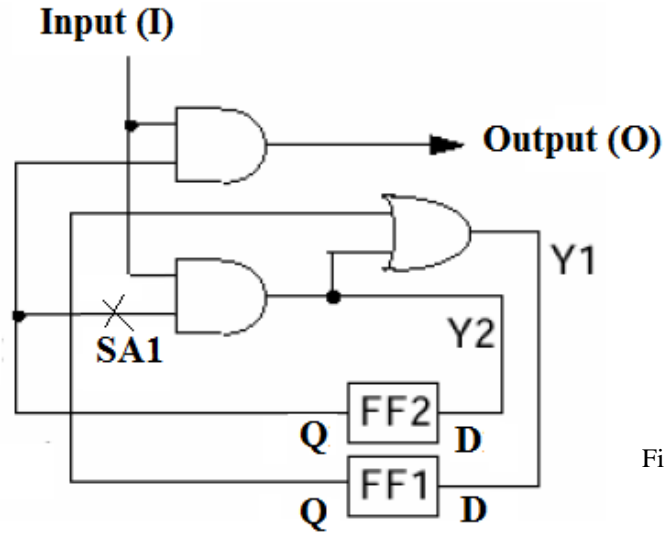 Input (I)
Output (O)
Y1
SA1
Y2
Q FF2 D
Fi
Q FF1 D